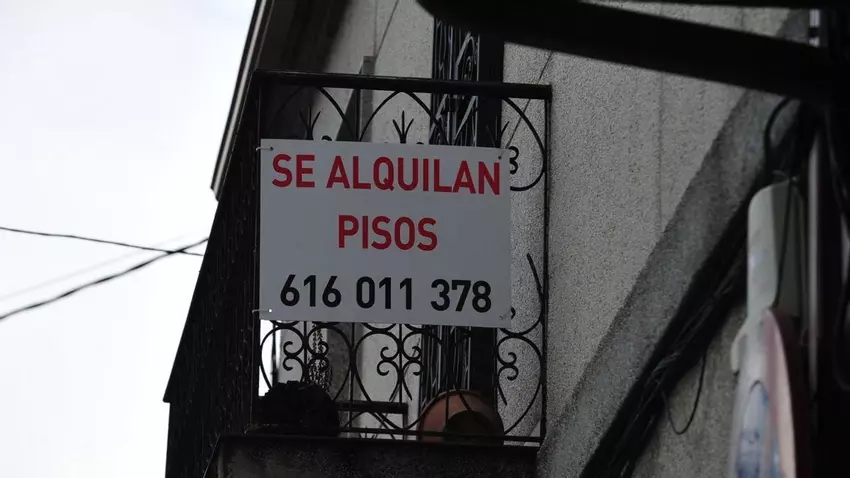 SE ALQUILAN
PISOS
616 011 378